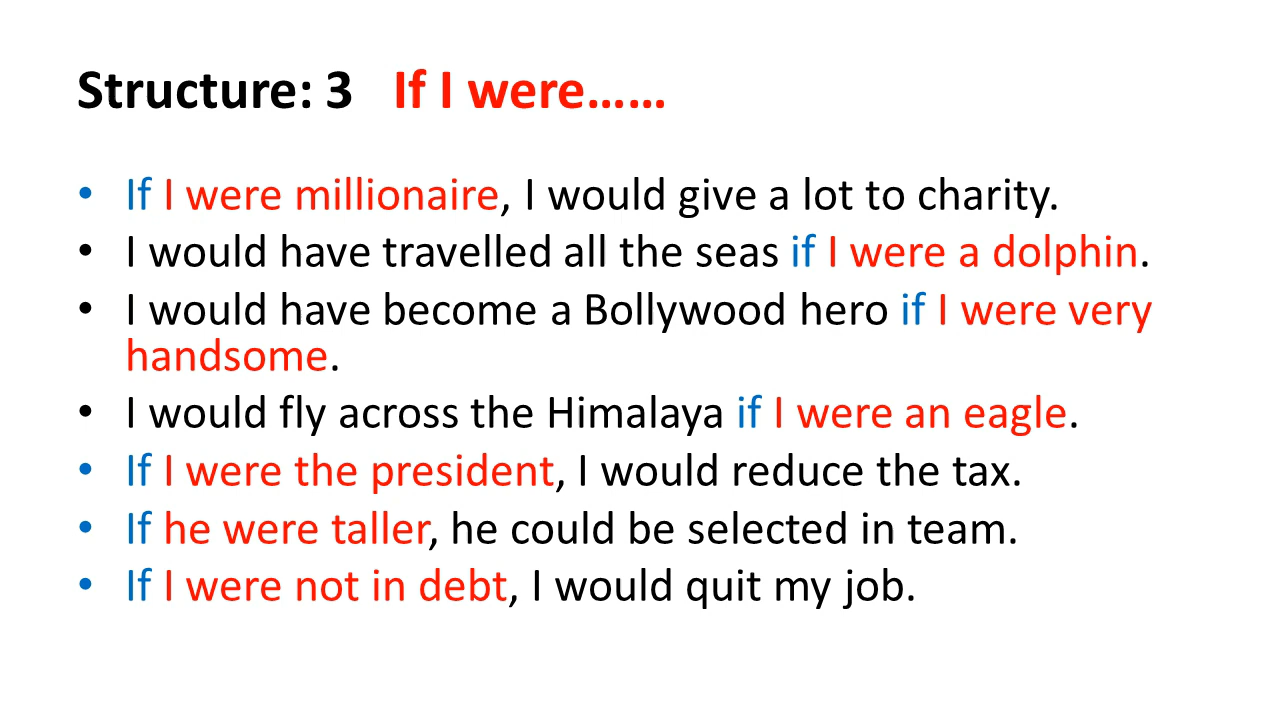 Structure: 3 If I were……
• If I were millionaire, I would give a lot to charity.
• I would have travelled all the seas if I were a dolphin.
• I would have become a Bollywood hero if I were very
handsome.
• I would fly across the Himalaya if I were an eagle.
• If I were the president, I would reduce the tax.
• If he were taller, he could be selected in team.
• If I were not in debt, I would quit my job.